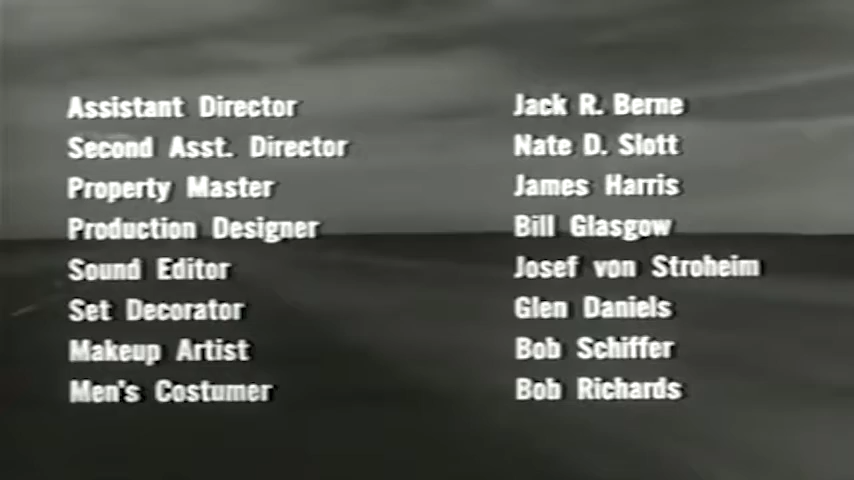 Assistant Director Jack R. Berne
Second Asst. Director Nate D. Slott
Property Master James Harris
Production Designer Bill Glasgow
Sound Editor Josef von Stroheim
Set Decorator Glen Daniels
Makeup Artist Bob Schiffer
Men's Costumer Bob Richards